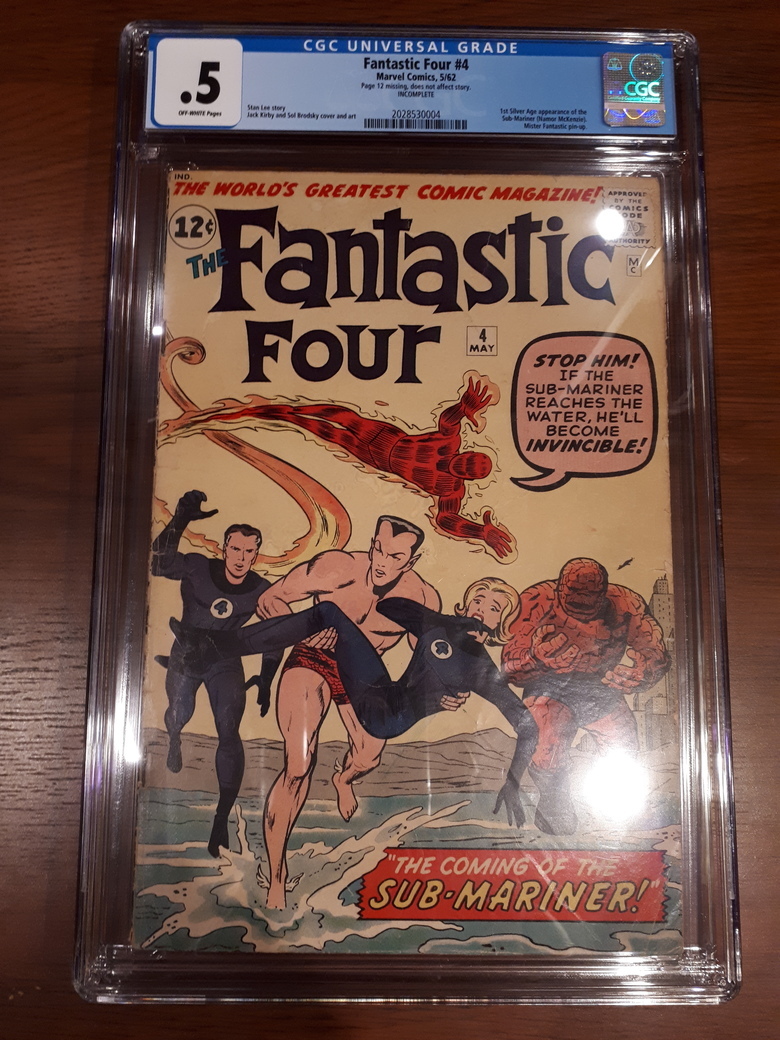 CGC UNIVERSAL GRADE
.5
OFF-WHITE Pages
Fantastic Four #4
Marvel Comics, 5/62
Page 12 missing, does not affect story.
INCOMPLETE
Stan Lee story
Jack Kirby and Sol Brodsky cover and art
2028530004
1st Silver Age appearance of the
Sub-Mariner (Namor McKenzie).
Mister Fantastic pin-up.
CGC
IND.
THE WORLD'S GREATEST COMIC MAGAZINE!
APPROVED
BY THE
COMICS
CODE
AUTHORITY
12¢
THE
Fantastic
Four
M
C
4
MAY
STOP HIM!
IF THE
SUB-MARINER
REACHES THE
WATER, HE'LL
BECOME
INVINCIBLE!
4
4
"THE COMING OF THE
SUB-MARINER!"